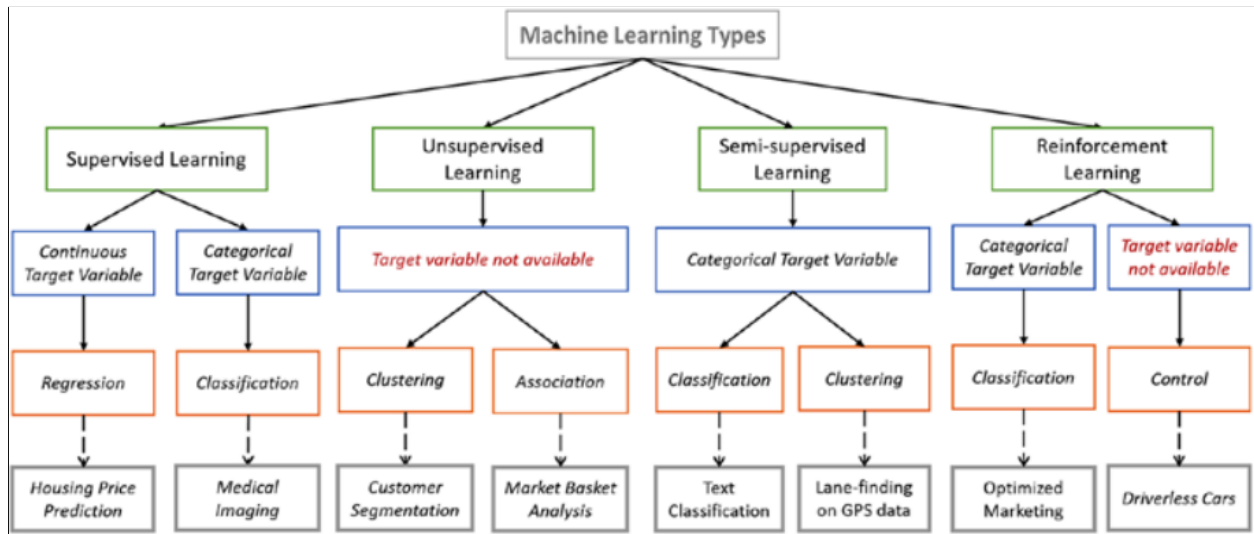 Machine Learning Types
Supervised Learning
Unsupervised
Learning
Semi-supervised
Learning
Reinforcement
Learning
Continuous
Target Variable
Categorical
Target Variable
Target variable not available
Categorical Target Variable
Categorical
Target Variable
Target variable
not available
Regression
Classification
Clustering
Association
Classification
Clustering
Classification
Control
Housing Price
Prediction
Medical
Imaging
Customer
Segmentation
Market Basket
Analysis
Text
Classification
Lane-finding
on GPS data
Optimized
Marketing
Driverless Cars